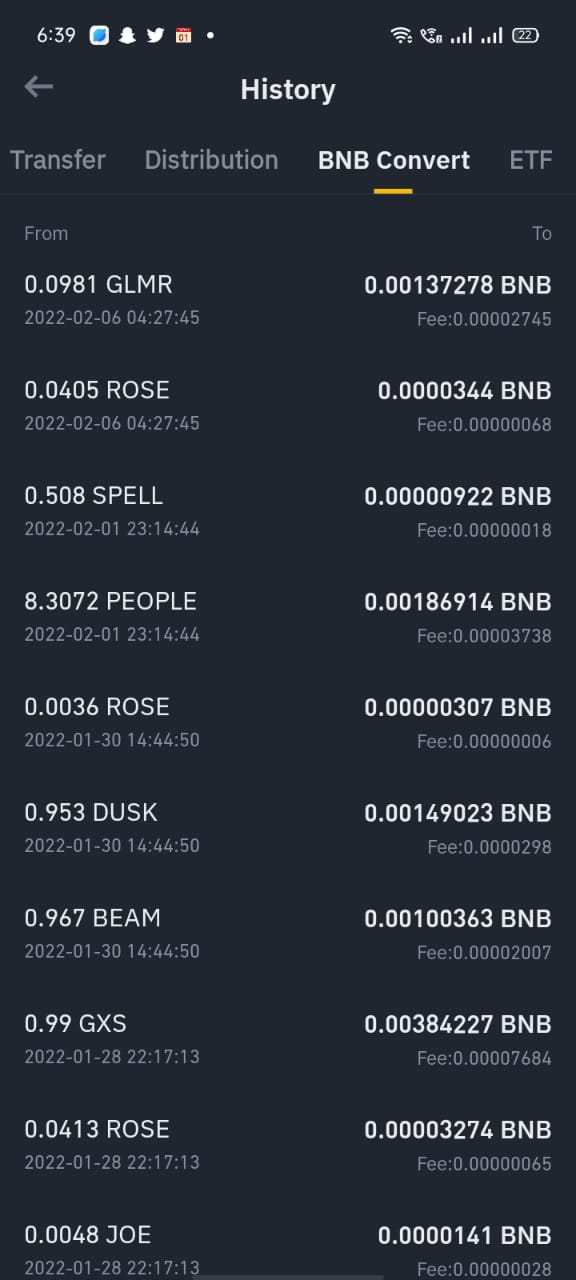 6:39 01 22
History
Transfer Distribution BNB Convert ETF
From To
0.0981 GLMR 0.00137278 BNB
2022-02-06 04:27:45 Fee:0.00002745
0.0405 ROSE 0.0000344 BNB
2022-02-06 04:27:45 Fee:0.00000068
0.508 SPELL 0.00000922 BNB
2022-02-01 23:14:44 Fee:0.00000018
8.3072 PEOPLE 0.00186914 BNB
2022-02-01 23:14:44 Fee:0.00003738
0.0036 ROSE 0.00000307 BNB
2022-01-30 14:44:50 Fee:0.00000006
0.953 DUSK 0.00149023 BNB
2022-01-30 14:44:50 Fee:0.0000298
0.967 BEAM 0.00100363 BNB
2022-01-30 14:44:50 Fee:0.00002007
0.99 GXS 0.00384227 BNB
2022-01-28 22:17:13 Fee:0.00007684
0.0413 ROSE 0.00003274 BNB
2022-01-28 22:17:13 Fee:0.00000065
0.0048 JOE 0.0000141 BNB
2022-01-28 22:17:13 Fee:0.00000028